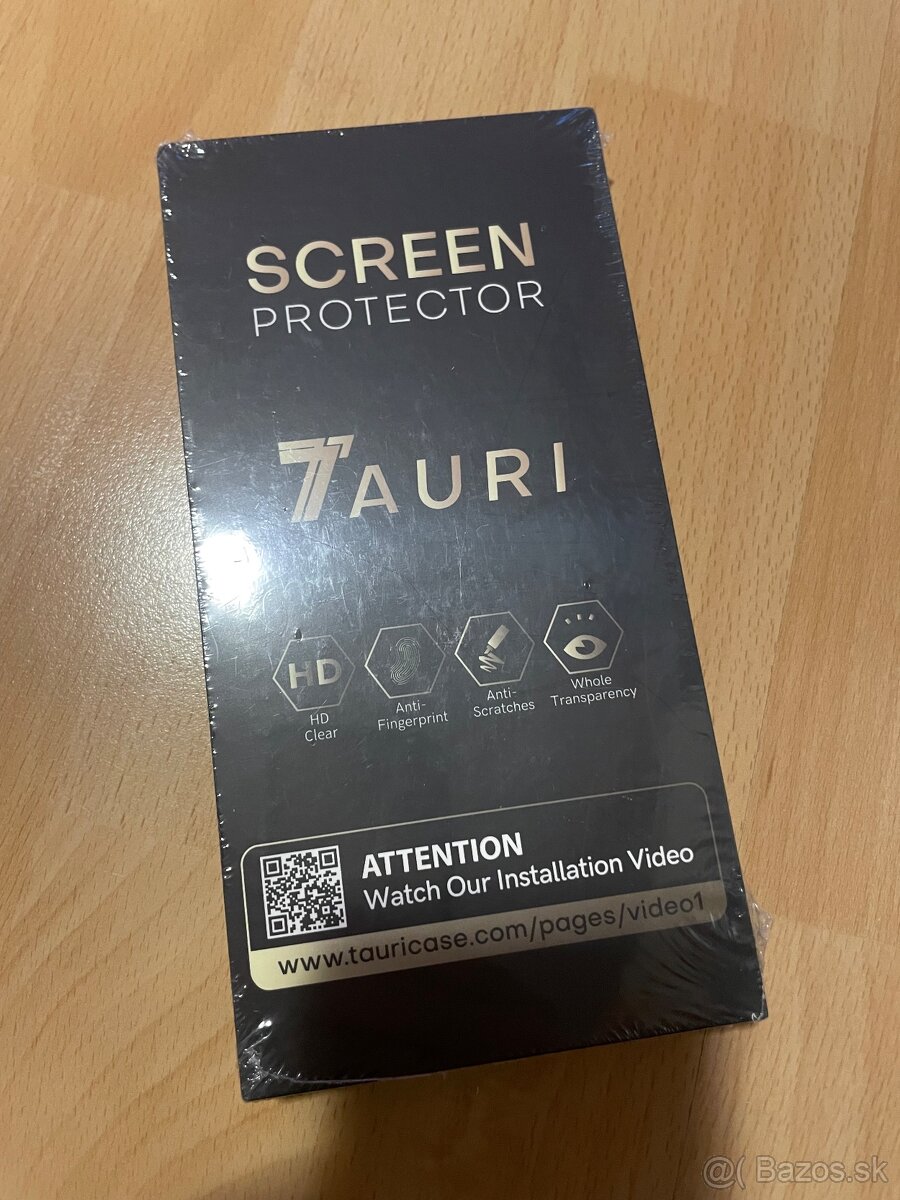 SCREEN
PROTECTOR
TAURI
HD
HD
Clear
Anti-
Fingerprint
Anti-
Scratches
Whole
Transparency
ATTENTION
Watch Our Installation Video
www.tauricase.com/pages/video1
@( Bazos.sk